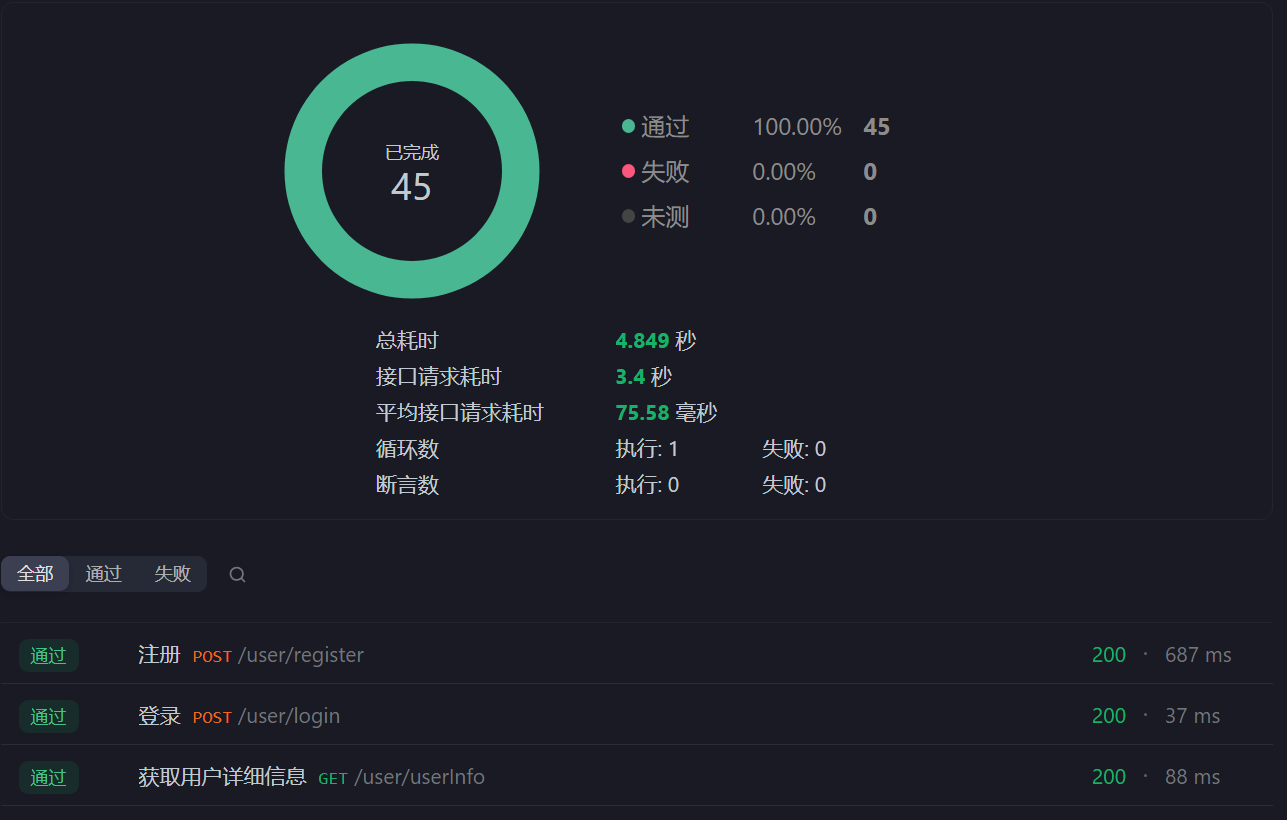 已完成
45
通过 100.00% 45
失败 0.00% 0
未测 0.00% 0
总耗时 4.849 秒
接口请求耗时 3.4 秒
平均接口请求耗时 75.58 毫秒
循环数 执行: 1 失败: 0
断言数 执行: 0 失败: 0
全部 通过 失败
通过 注册 POST /user/register 200 · 687 ms
通过 登录 POST /user/login 200 · 37 ms
通过 获取用户详细信息 GET /user/userInfo 200 · 88 ms